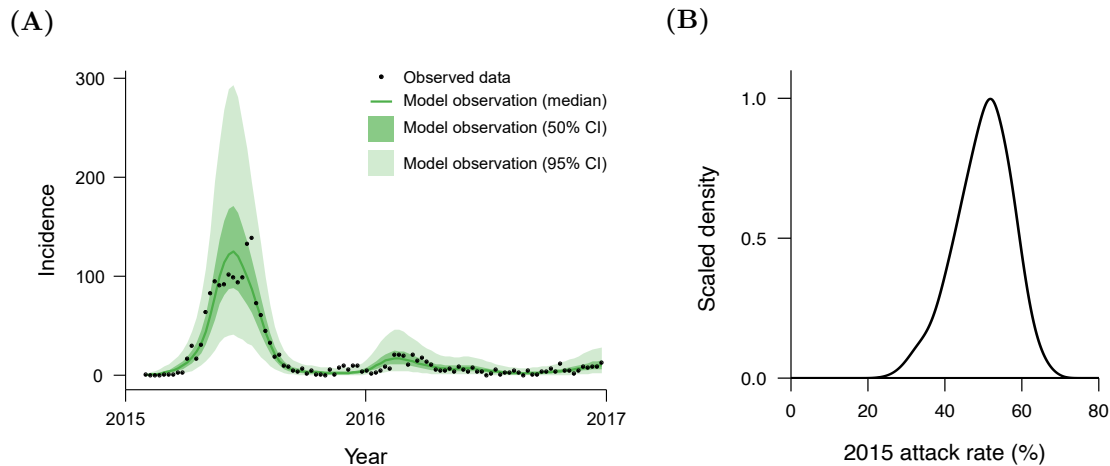 (A)
300
200
100
0
Incidence
2015
2016
2017
Year
Observed data
Model observation (median)
Model observation (50% CI)
Model observation (95% CI)
(B)
1.0
0.5
0.0
Scaled density
0
20
40
60
80
2015 attack rate (%)